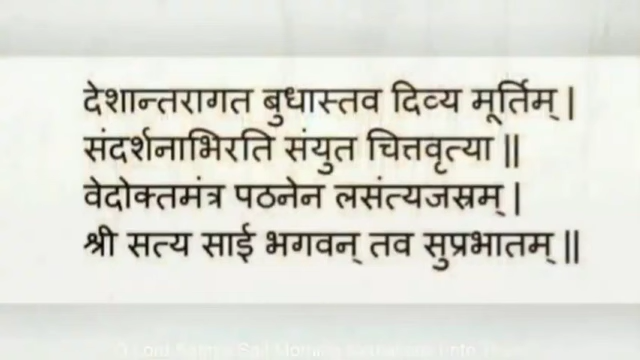 देशान्तरागत बुधास्तव दिव्य मूर्तिम् |
संदर्शनाभिरति संयुत चित्तवृत्या ||
वेदोक्तमंत्र पठनेन लसंत्यजस्रम् |
श्री सत्य साई भगवन् तव सुप्रभातम् ||